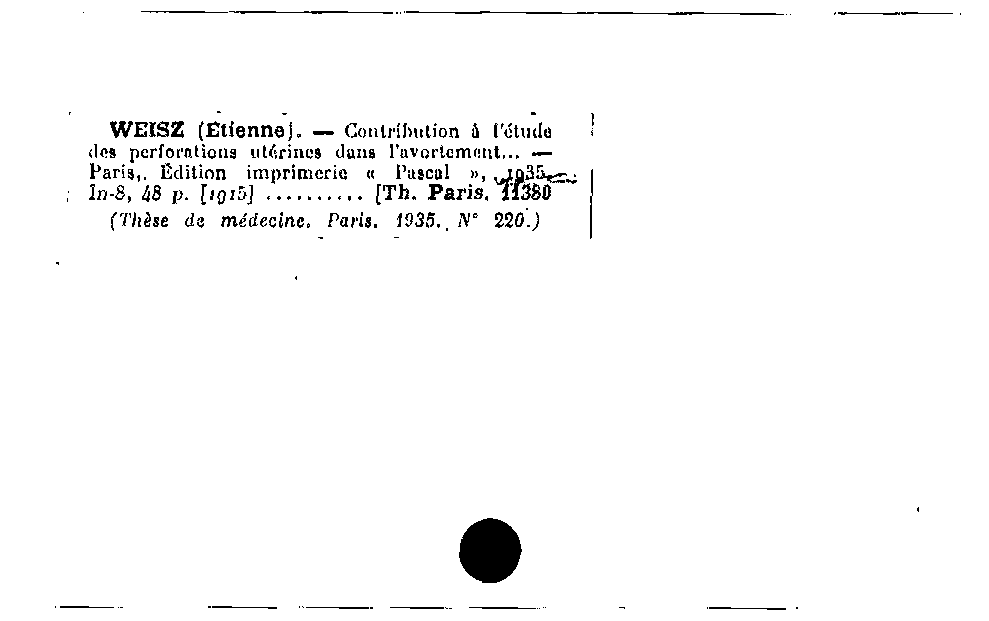 WEISZ (Étienne). — Contribution à l'étude
des perforations utérines dans l'avortement... —
Paris,. Édition imprimerie « Pascal », 1935.
In-8, 48 p. [1915] .......... [Th. Paris. 11380
(Thèse de médecine. Paris. 1935. N° 220.)